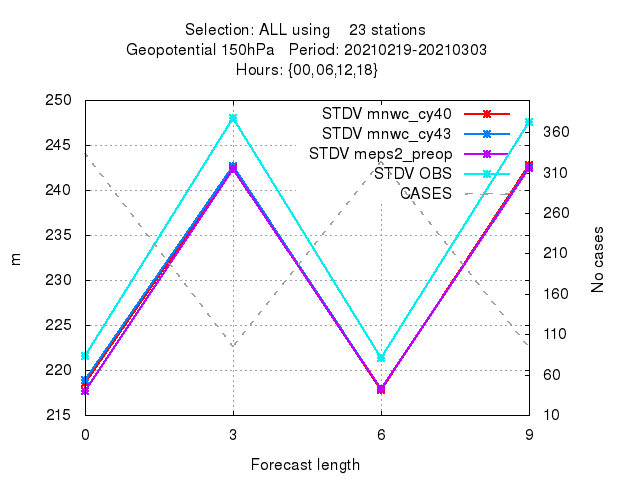 Selection: ALL using    23 stations
Geopotential 150hPa   Period: 20210219-20210303
Hours: {00,06,12,18}
STDV mnwc_cy40
STDV mnwc_cy43
STDV meps2_preop
STDV OBS
CASES
250
245
240
235
230
225
220
215
m
360
310
260
210
160
110
60
10
No cases
0 3 6 9
Forecast length